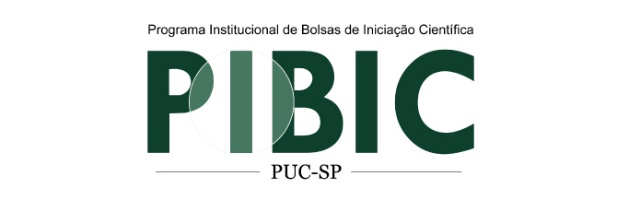 Programa Institucional de Bolsas de Iniciação Científica
PIBIC
PUC-SP